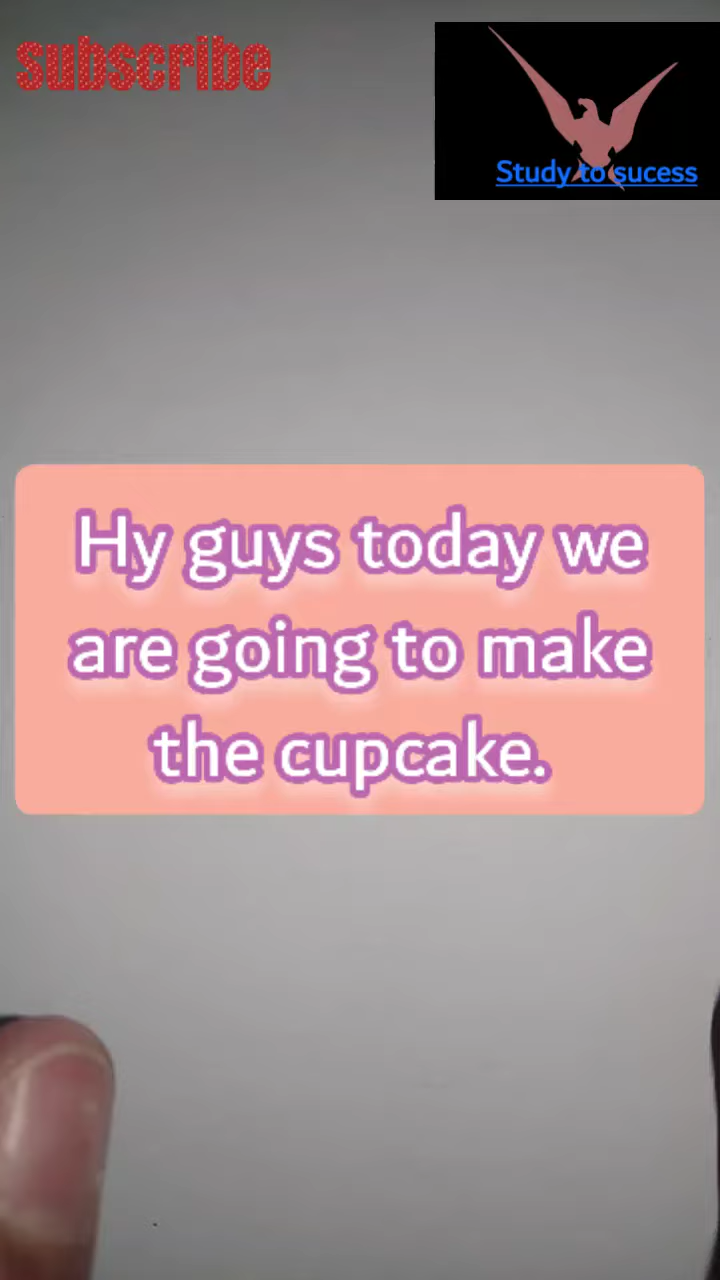 subscribe
Study to sucess
Hy guys today we
are going to make
the cupcake.